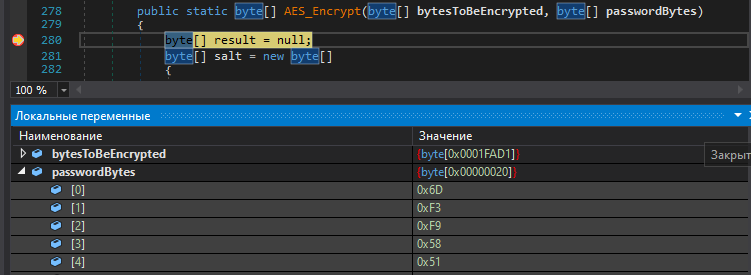 278 public static byte[] AES_Encrypt(byte[] bytesToBeEncrypted, byte[] passwordBytes)
279 {
280 byte[] result = null;
281 byte[] salt = new byte[]
282 {
100 %
Локальные переменные
Наименование Значение
bytesToBeEncrypted {byte[0x0001FAD1]}
Закрыт
passwordBytes {byte[0x00000020]}
[0] 0x6D
[1] 0xF3
[2] 0xF9
[3] 0x58
[4] 0x51